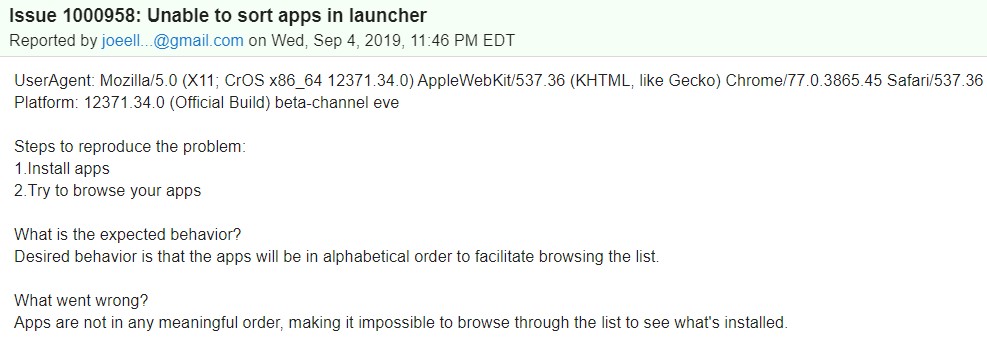 Issue 1000958: Unable to sort apps in launcher
Reported by joeell...@gmail.com on Wed, Sep 4, 2019, 11:46 PM EDT
UserAgent: Mozilla/5.0 (X11; CrOS x86_64 12371.34.0) AppleWebKit/537.36 (KHTML, like Gecko) Chrome/77.0.3865.45 Safari/537.36
Platform: 12371.34.0 (Official Build) beta-channel eve
Steps to reproduce the problem:
1.Install apps
2.Try to browse your apps
What is the expected behavior?
Desired behavior is that the apps will be in alphabetical order to facilitate browsing the list.
What went wrong?
Apps are not in any meaningful order, making it impossible to browse through the list to see what's installed.